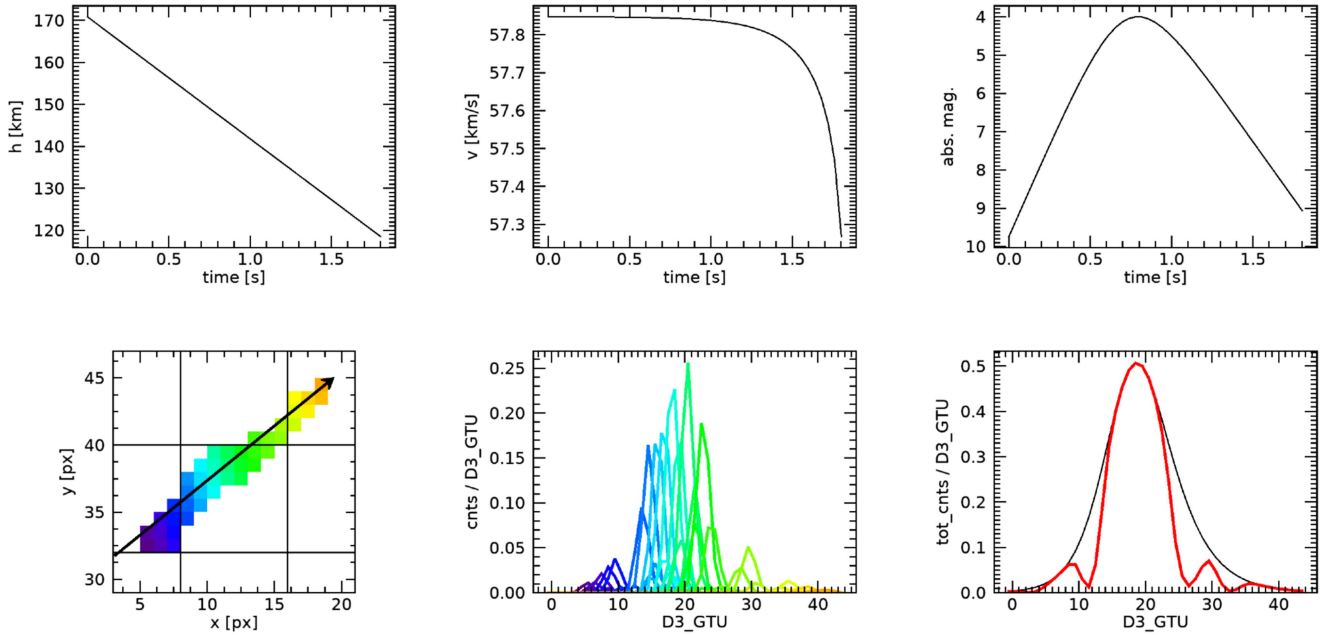 170
160
150
140
130
120
h [km]
0.0 0.5 1.0 1.5
time [s]
57.8
57.7
57.6
57.5
57.4
57.3
v [km/s]
0.0 0.5 1.0 1.5
time [s]
4
5
6
7
8
9
10
abs. mag.
0.0 0.5 1.0 1.5
time [s]
45
40
35
30
y [px]
5 10 15 20
x [px]
0.25
0.20
0.15
0.10
0.05
0.00
cnts / D3_GTU
0 10 20 30 40
D3_GTU
0.5
0.4
0.3
0.2
0.1
0.0
tot_cnts / D3_GTU
0 10 20 30 40
D3_GTU